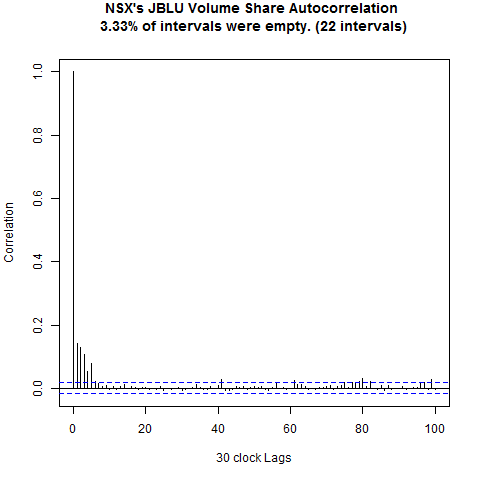 NSX's JBLU Volume Share Autocorrelation
3.33% of intervals were empty. (22 intervals)
Correlation
1.0
0.8
0.6
0.4
0.2
0.0
0 20 40 60 80 100
30 clock Lags